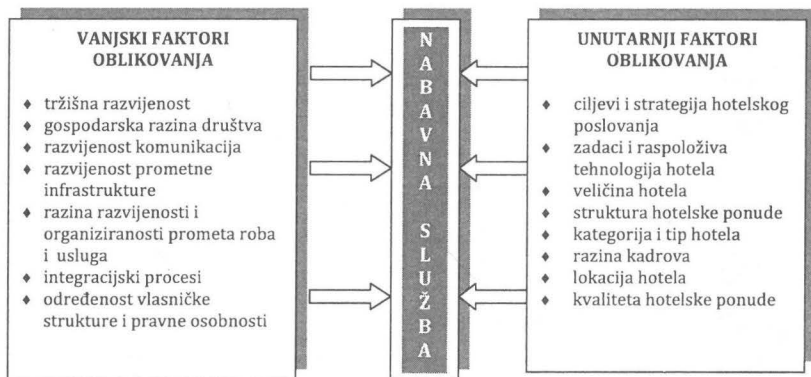 VANJSKI FAKTORI
OBLIKOVANJA
♦ tržišna razvijenost
♦ gospodarska razina društva
♦ razvijenost komunikacija
♦ razvijenost prometne
infrastrukture
♦ razina razvijenosti i
organiziranosti prometa roba
i usluga
♦ integracijski procesi
♦ određenost vlasničke
strukture i pravne osobnosti
NABAVNA SLUŽBA
UNUTARNJI FAKTORI
OBLIKOVANJA
♦ ciljevi i strategija hotelskog
poslovanja
♦ zadaci i raspoloživa
tehnologija hotela
♦ veličina hotela
♦ struktura hotelske ponude
♦ kategorija i tip hotela
♦ razina kadrova
♦ lokacija hotela
♦ kvaliteta hotelske ponude